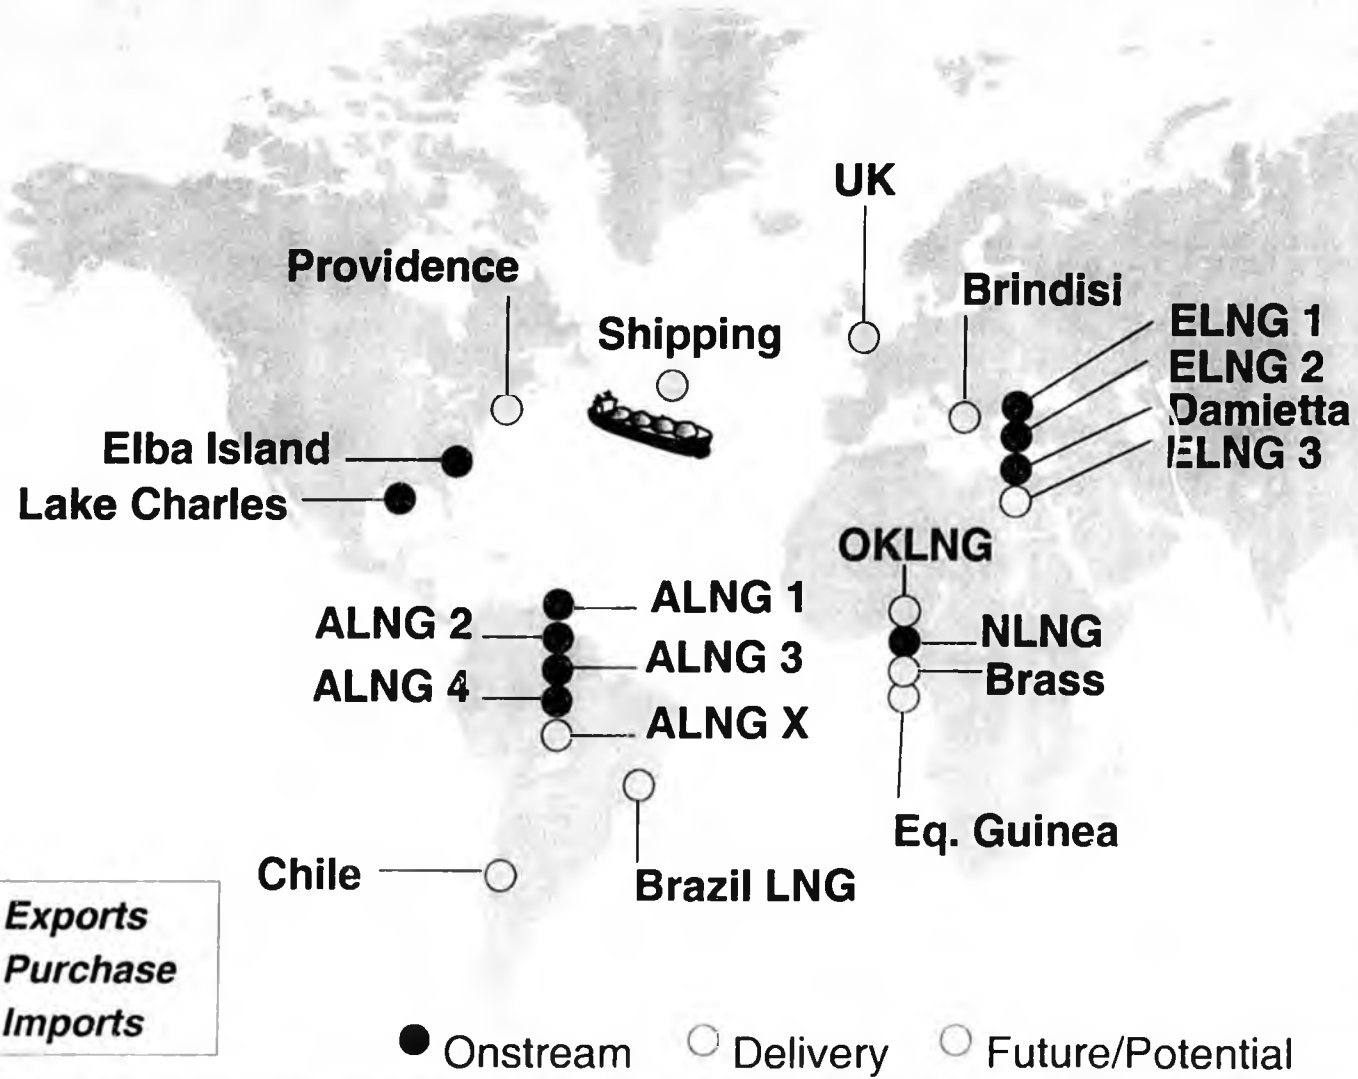 UK
Providence
Brindisi
Shipping
ELNG 1
ELNG 2
Damietta
ELNG 3
Elba Island
Lake Charles
OKLNG
ALNG 1
ALNG 2
NLNG
ALNG 3
Brass
ALNG 4
ALNG X
Eq. Guinea
Chile
Brazil LNG
Exports
Purchase
Imports
Onstream
Delivery
Future/Potential